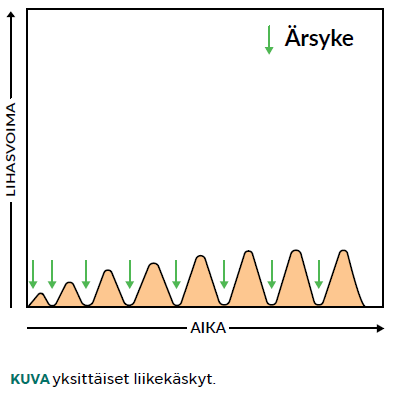 Ärsyke
LIHASVOIMA
AIKA
KUVA yksittäiset liikekäskyt.